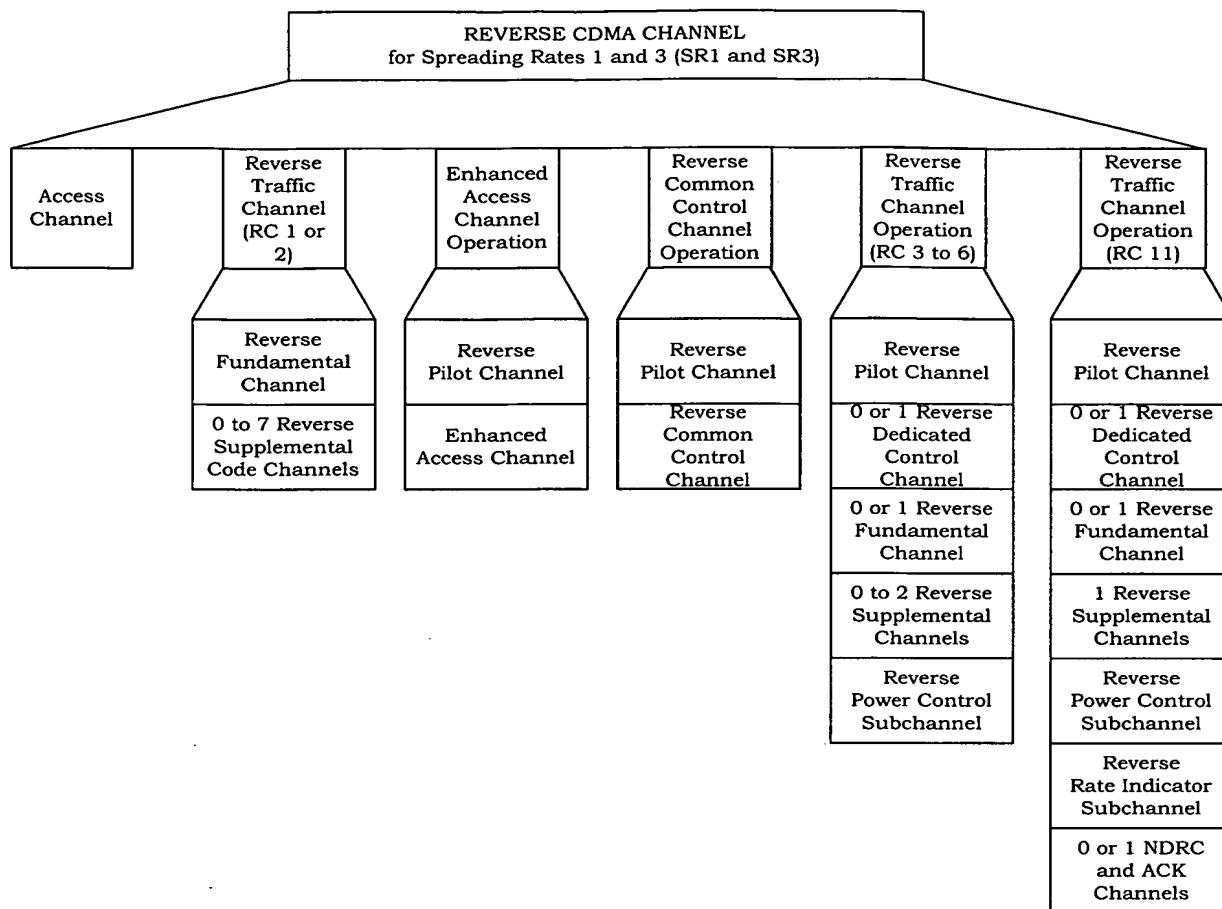 REVERSE CDMA CHANNEL
for Spreading Rates 1 and 3 (SR1 and SR3)
Access
Channel
Reverse
Traffic
Channel
(RC 1 or
2)
Enhanced
Access
Channel
Operation
Reverse
Common
Control
Channel
Operation
Reverse
Traffic
Channel
Operation
(RC 3 to 6)
Reverse
Traffic
Channel
Operation
(RC 11)
Reverse
Fundamental
Channel
0 to 7 Reverse
Supplemental
Code Channels
Reverse
Pilot Channel
Enhanced
Access Channel
Reverse
Pilot Channel
Reverse
Common
Control
Channel
Reverse
Pilot Channel
0 or 1 Reverse
Dedicated
Control
Channel
0 or 1 Reverse
Fundamental
Channel
0 to 2 Reverse
Supplemental
Channels
Reverse
Power Control
Subchannel
Reverse
Pilot Channel
0 or 1 Reverse
Dedicated
Control
Channel
0 or 1 Reverse
Fundamental
Channel
1 Reverse
Supplemental
Channels
Reverse
Power Control
Subchannel
Reverse
Rate Indicator
Subchannel
0 or 1 NDRC
and ACK
Channels